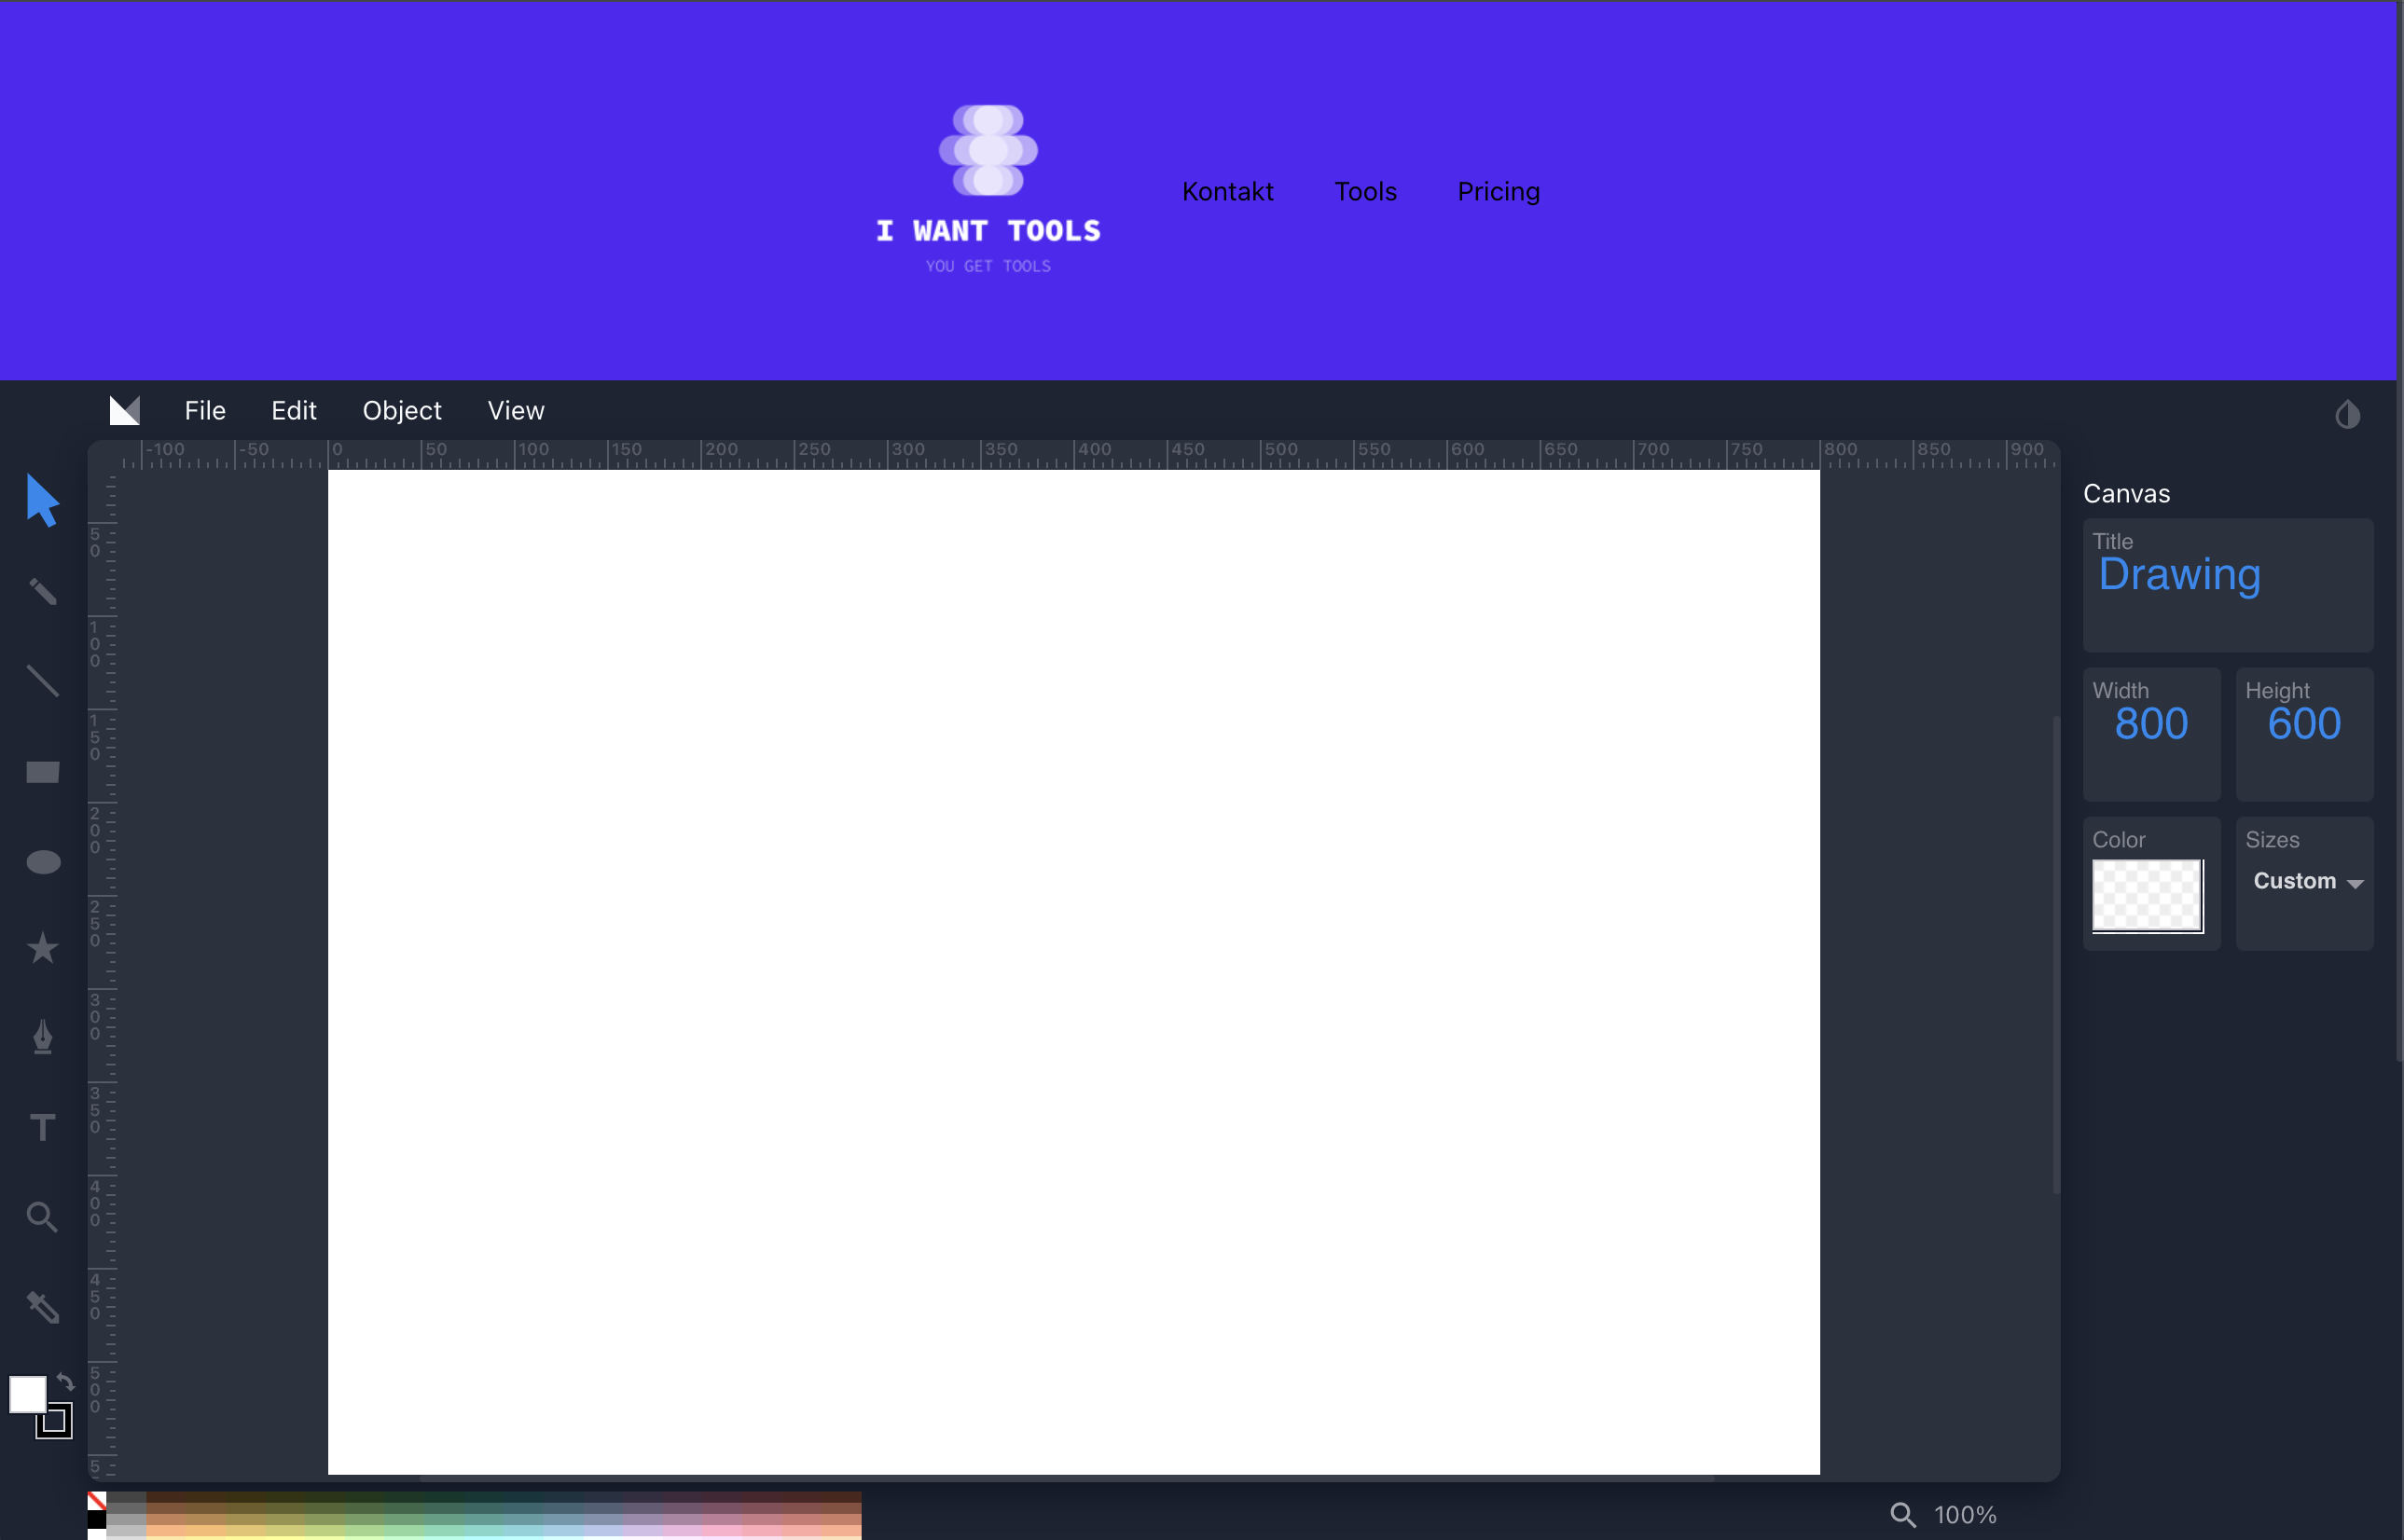 I WANT TOOLS
YOU GET TOOLS
Kontakt Tools Pricing
File Edit Object View
-100 -50 0 50 100 150 200 250 300 350 400 450 500 550 600 650 700 750 800 850 900
50
100
150
200
250
300
350
400
450
500
5
Canvas
Title
Drawing
Width Height
800 600
Color Sizes
Custom
100%